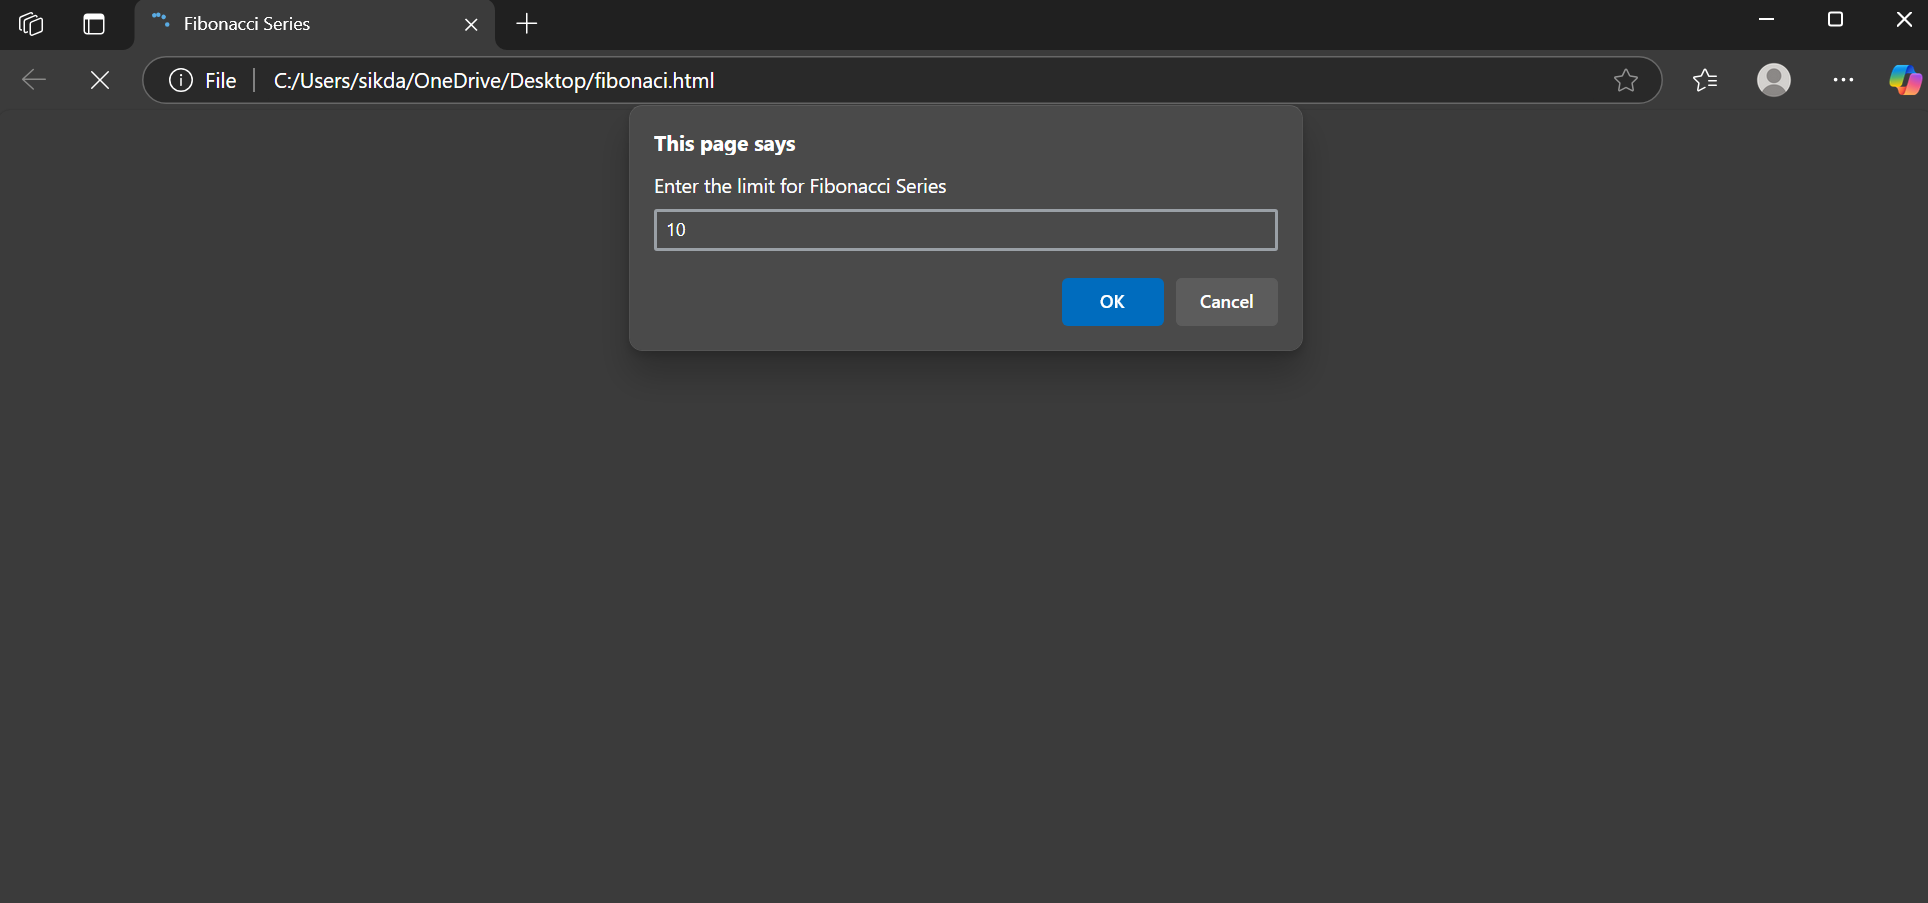 Fibonacci Series
File
C:/Users/sikda/OneDrive/Desktop/fibonaci.html
This page says
Enter the limit for Fibonacci Series
10
OK
Cancel